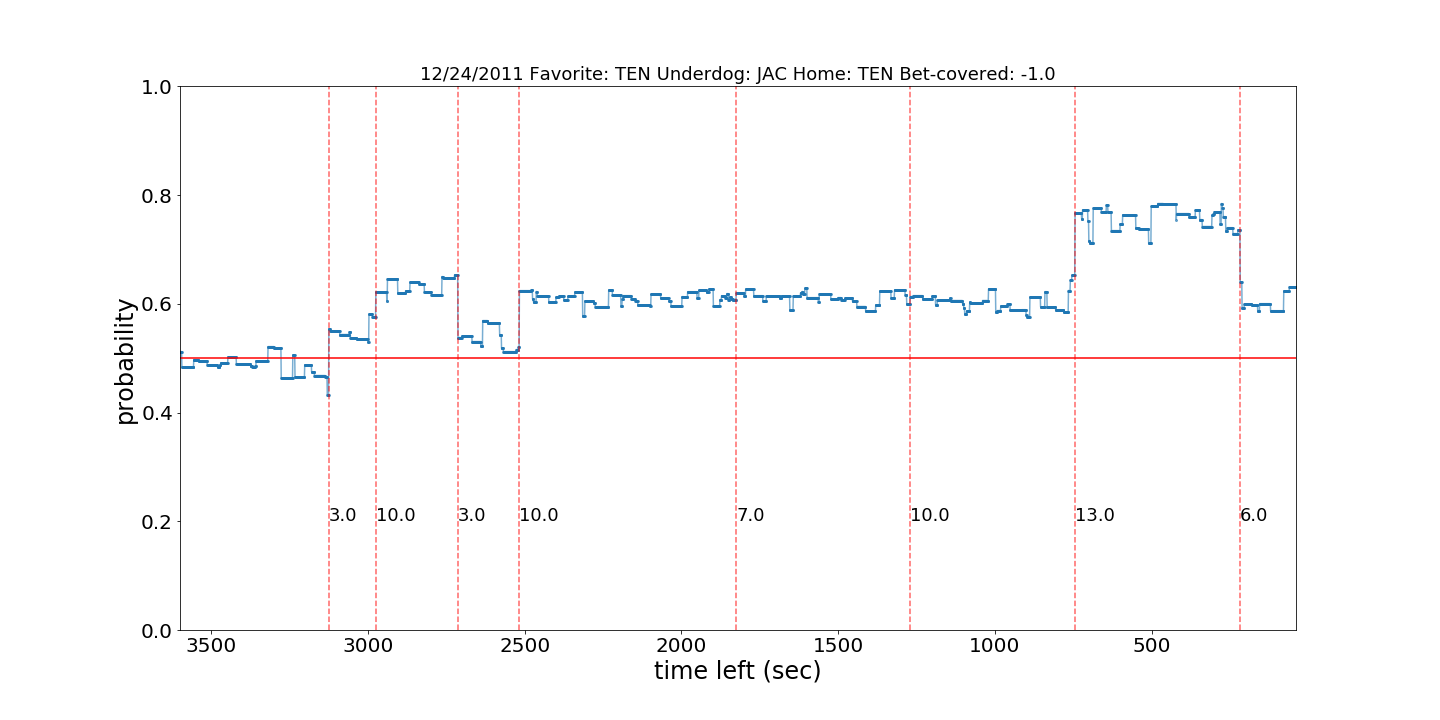 12/24/2011 Favorite: TEN Underdog: JAC Home: TEN Bet-covered: -1.0
1.0
0.8
0.6
0.4
0.2
0.0
probability
3.0 10.0 3.0 10.0 7.0 10.0 13.0 6.0
3500 3000 2500 2000 1500 1000 500
time left (sec)